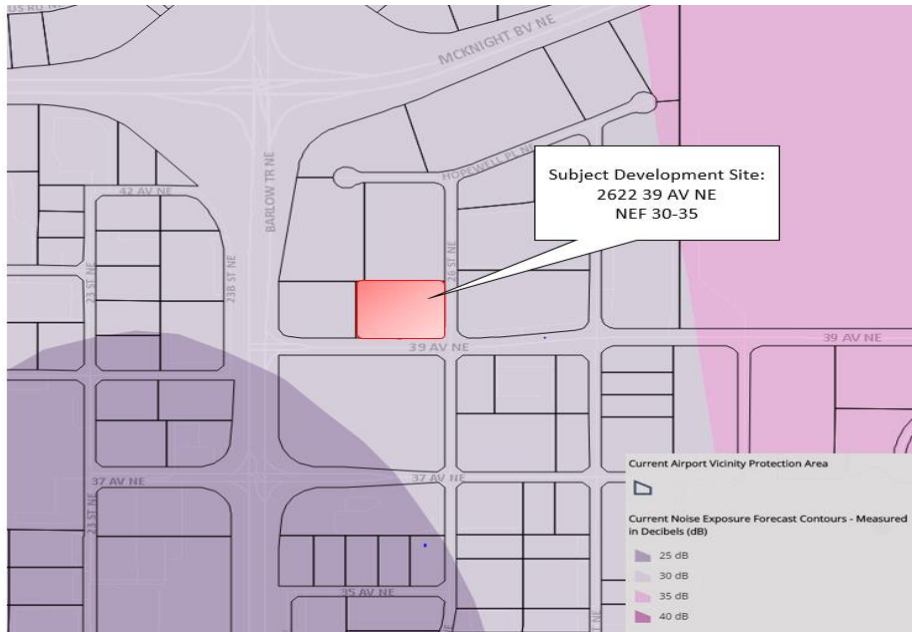 US RD NE
MCKNIGHT BV NE
BARLOW TR NE
HOPEWELL PL NE
42 AV NE
Subject Development Site:
2622 39 AV NE
NEF 30-35
23 ST NE
23B ST NE
26 ST NE
39 AV NE
39 AV NE
37 AV NE
37 AV NE
23 ST NE
35 AV NE
Current Airport Vicinity Protection Area
Current Noise Exposure Forecast Contours - Measured
in Decibels (dB)
25 dB
30 dB
35 dB
40 dB